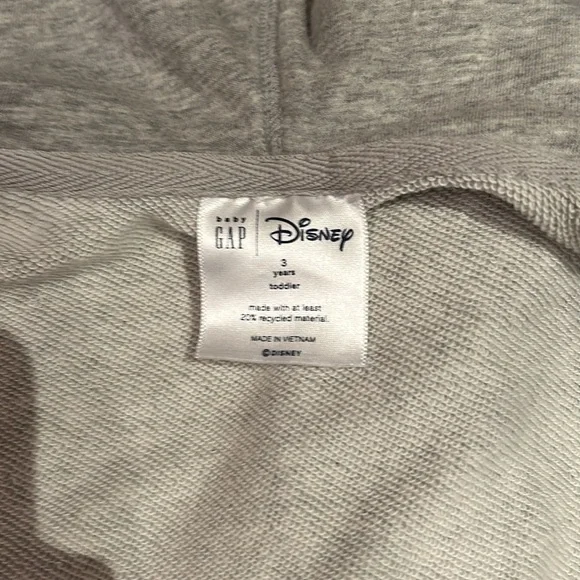 baby
GAP
Disney
3
years
toddler
made with at least
20% recycled material.
MADE IN VIETNAM
©DISNEY